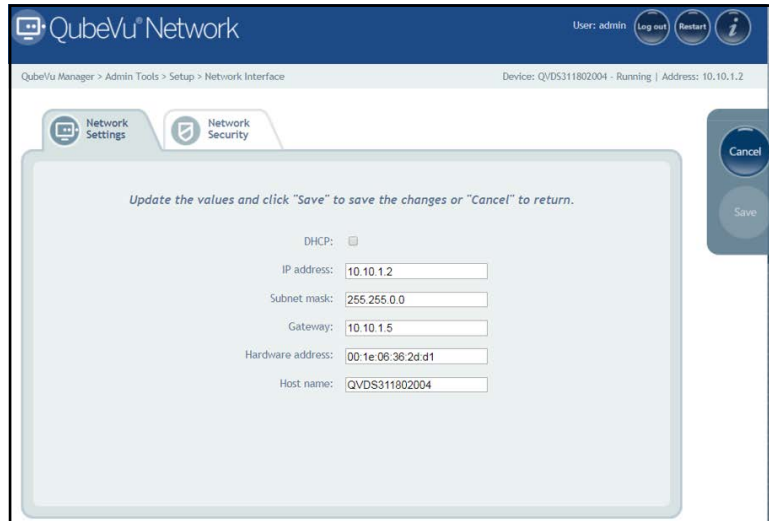 QubeVu® Network
User: admin
Log out
Restart
i
QubeVu Manager > Admin Tools > Setup > Network Interface
Device: QVDS311802004 - Running | Address: 10.10.1.2
Network
Settings
Network
Security
Cancel
Save
Update the values and click "Save" to save the changes or "Cancel" to return.
DHCP:
IP address: 10.10.1.2
Subnet mask: 255.255.0.0
Gateway: 10.10.1.5
Hardware address: 00:1e:06:36:2d:d1
Host name: QVDS311802004